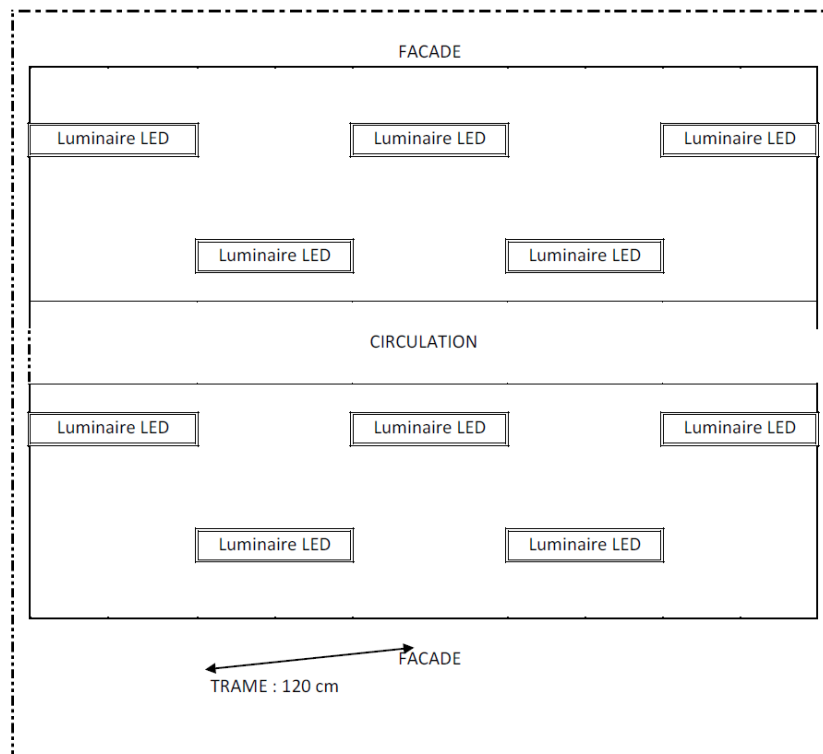 FACADE
Luminaire LED Luminaire LED Luminaire LED
Luminaire LED Luminaire LED
CIRCULATION
Luminaire LED Luminaire LED Luminaire LED
Luminaire LED Luminaire LED
FACADE
TRAME : 120 cm